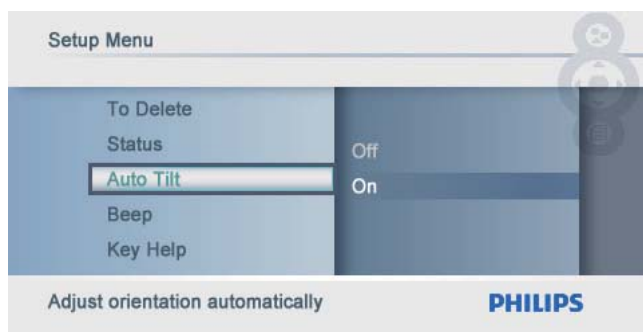 Setup Menu
To Delete
Status
Auto Tilt
Beep
Key Help
Off
On
Adjust orientation automatically
PHILIPS